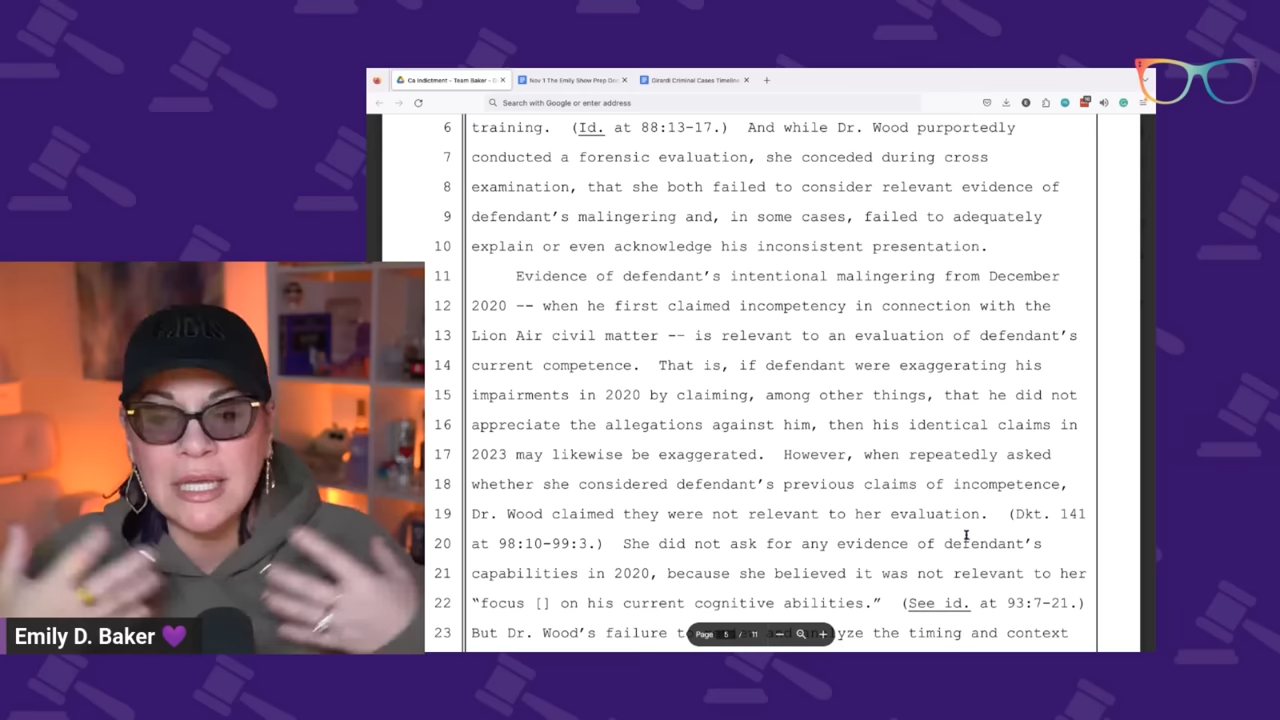 Ca Indictment - Team Baker - G
Nov 1 The Emily Show Prep Doc
Girardi Criminal Cases Timeline
Search with Google or enter address
6 training. (Id. at 88:13-17.) And while Dr. Wood purportedly
7 conducted a forensic evaluation, she conceded during cross
8 examination, that she both failed to consider relevant evidence of
9 defendant's malingering and, in some cases, failed to adequately
10 explain or even acknowledge his inconsistent presentation.
11 Evidence of defendant's intentional malingering from December
12 2020 -- when he first claimed incompetency in connection with the
13 Lion Air civil matter -- is relevant to an evaluation of defendant's
14 current competence. That is, if defendant were exaggerating his
15 impairments in 2020 by claiming, among other things, that he did not
16 appreciate the allegations against him, then his identical claims in
17 2023 may likewise be exaggerated. However, when repeatedly asked
18 whether she considered defendant's previous claims of incompetence,
19 Dr. Wood claimed they were not relevant to her evaluation. (Dkt. 141
20 at 98:10-99:3.) She did not ask for any evidence of defendant's
21 capabilities in 2020, because she believed it was not relevant to her
22 "focus [] on his current cognitive abilities." (See id. at 93:7-21.)
23 But Dr. Wood's failure t yze the timing and context
Page 5 / 11
Emily D. Baker 💜